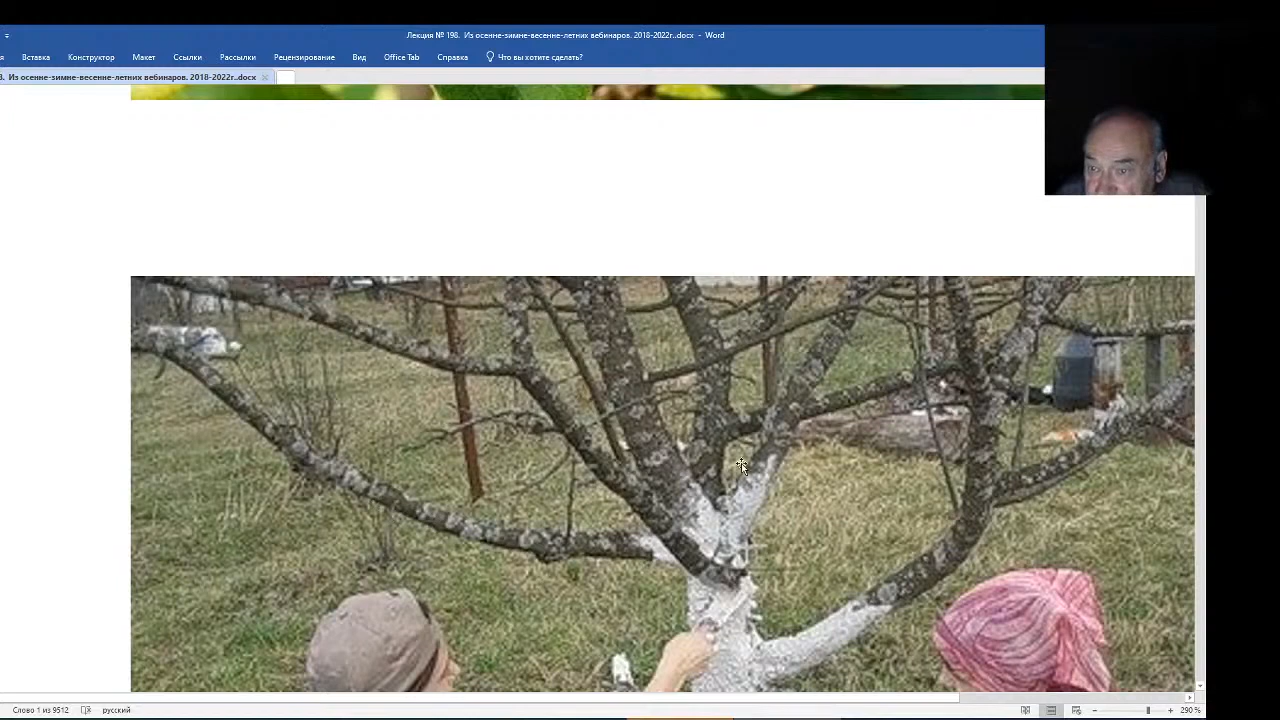 Лекция № 198. Из осенне-зимне-весенне-летних вебинаров. 2018-2022г..docx - Word
я Вставка Конструктор Макет Ссылки Рассылки Рецензирование Вид Office Tab Справка Что вы хотите сделать?
8. Из осенне-зимне-весенне-летних вебинаров. 2018-2022г..docx
Слово 1 из 9512 русский 290 %